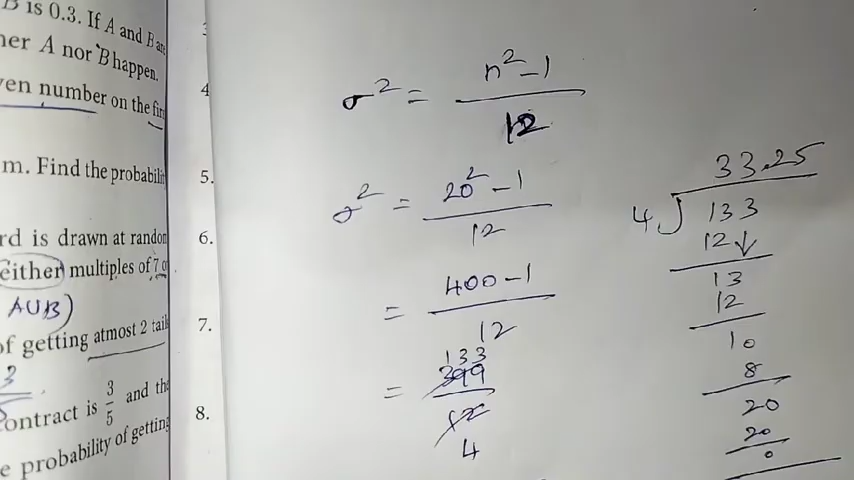 B is 0.3. If A and B are
her A nor B happen.
ven number on the fir
m. Find the probabili
rd is drawn at random
either multiples of 7 o
AUB)
of getting atmost 2 tail
3
contract is 3/5 and the
e probability of getting
4
5.
6.
7.
8.
σ² = n² - 1 / 12
σ² = 20² - 1 / 12
= 400 - 1 / 12
133
= 399 / 12
4
33.25
4 133
12↓
13
12
10
8
20
20
0